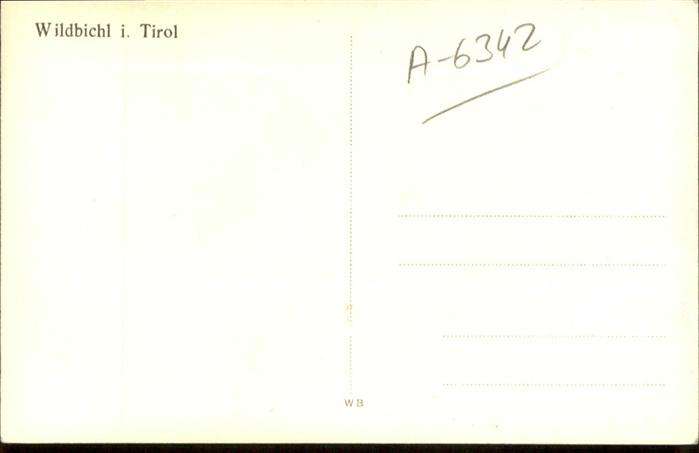 Wildbichl i. Tirol
A-6342
WB